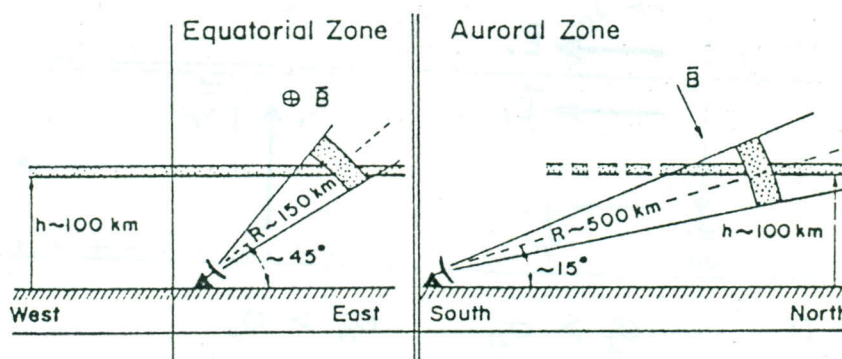 Equatorial Zone
⊕ B̄
R~150 km
h~100 km
~45°
West
East
Auroral Zone
B̄
R~500 km
h~100 km
~15°
South
North